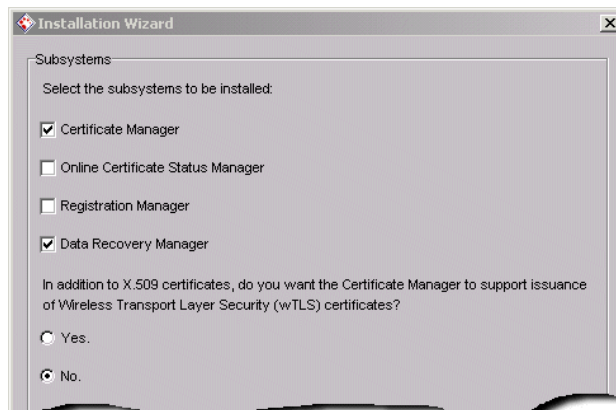 Installation Wizard
Subsystems
Select the subsystems to be installed:
Certificate Manager
Online Certificate Status Manager
Registration Manager
Data Recovery Manager
In addition to X.509 certificates, do you want the Certificate Manager to support issuance
of Wireless Transport Layer Security (wTLS) certificates?
Yes.
No.